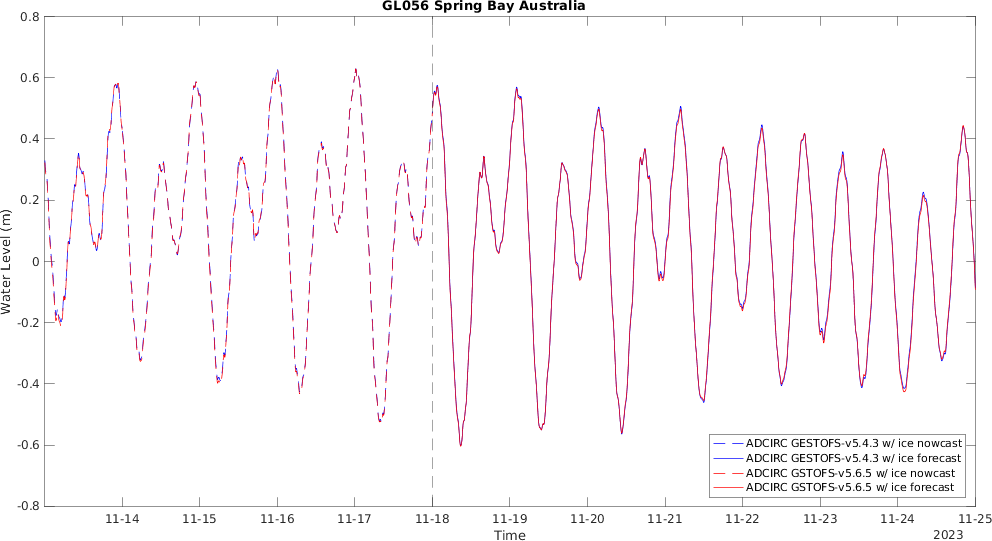 GL056 Spring Bay Australia
0.8
0.6
0.4
0.2
0
-0.2
-0.4
-0.6
-0.8
Water Level (m)
11-14 11-15 11-16 11-17 11-18 11-19 11-20 11-21 11-22 11-23 11-24 11-25
Time
2023
ADCIRC GESTOFS-v5.4.3 w/ ice nowcast
ADCIRC GESTOFS-v5.4.3 w/ ice forecast
ADCIRC GSTOFS-v5.6.5 w/ ice nowcast
ADCIRC GSTOFS-v5.6.5 w/ ice forecast